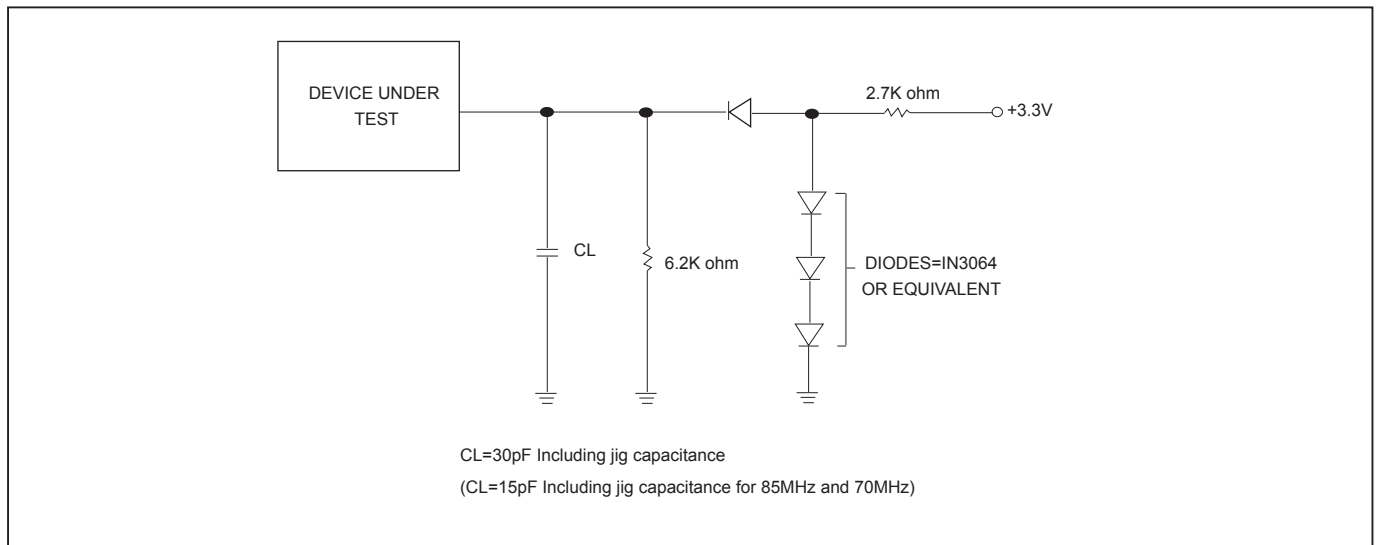 DEVICE UNDER
TEST
2.7K ohm
+3.3V
CL
6.2K ohm
DIODES=IN3064
OR EQUIVALENT
CL=30pF Including jig capacitance
(CL=15pF Including jig capacitance for 85MHz and 70MHz)